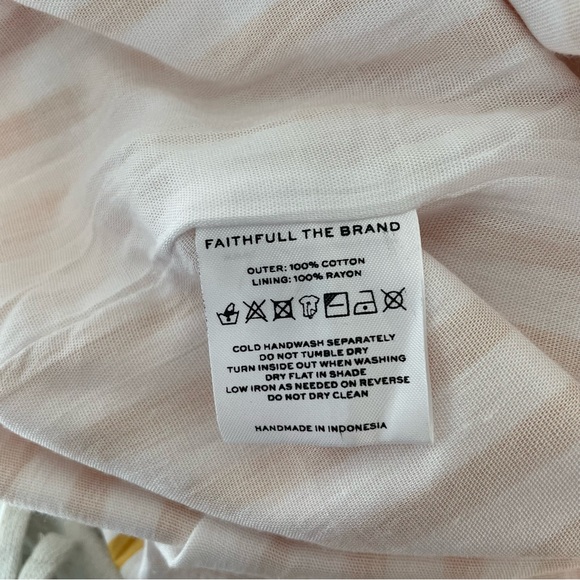 FAITHFULL THE BRAND
OUTER: 100% COTTON
LINING: 100% RAYON
COLD HANDWASH SEPARATELY
DO NOT TUMBLE DRY
TURN INSIDE OUT WHEN WASHING
DRY FLAT IN SHADE
LOW IRON AS NEEDED ON REVERSE
DO NOT DRY CLEAN
HANDMADE IN INDONESIA